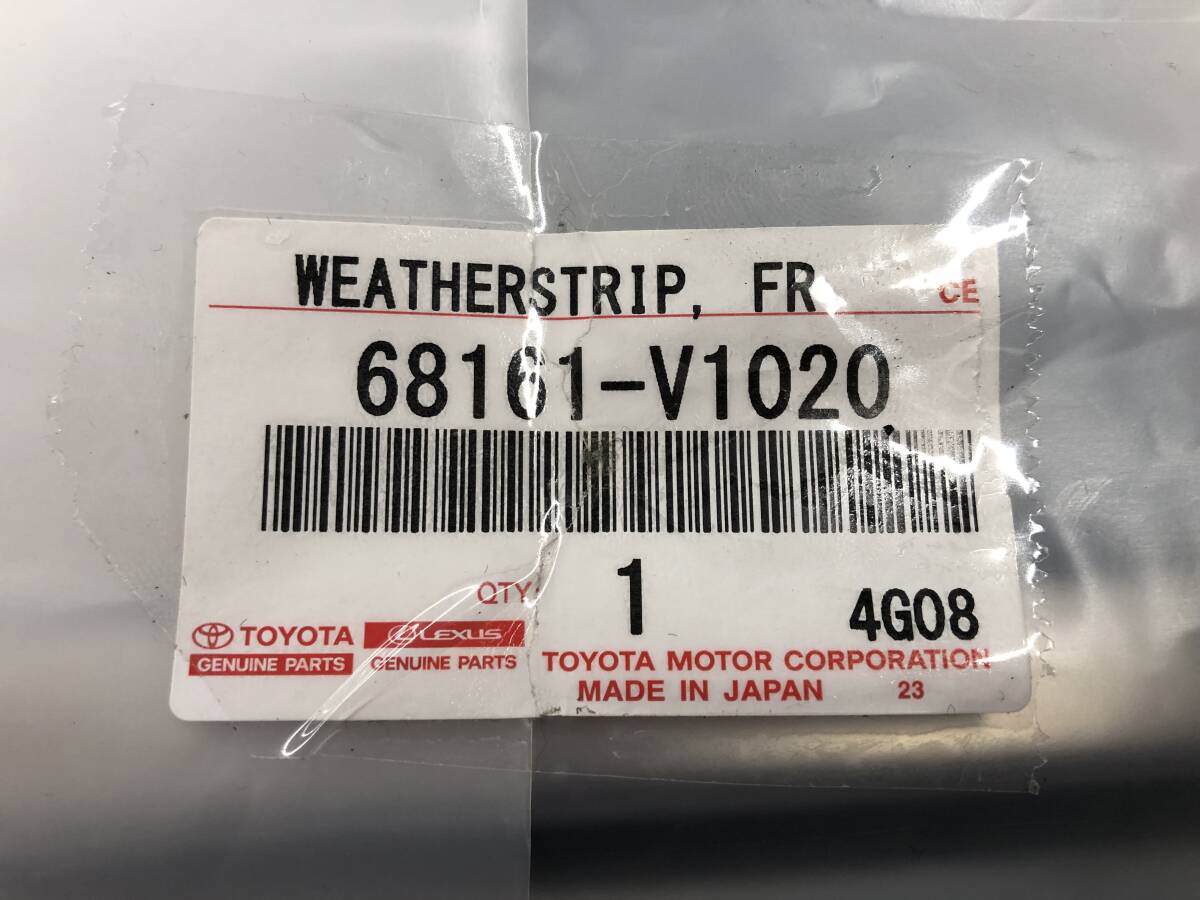 WEATHERSTRIP, FR
CE
68161-V1020
QTY: 1
4G08
TOYOTA
GENUINE PARTS
LEXUS
GENUINE PARTS
TOYOTA MOTOR CORPORATION
MADE IN JAPAN 23